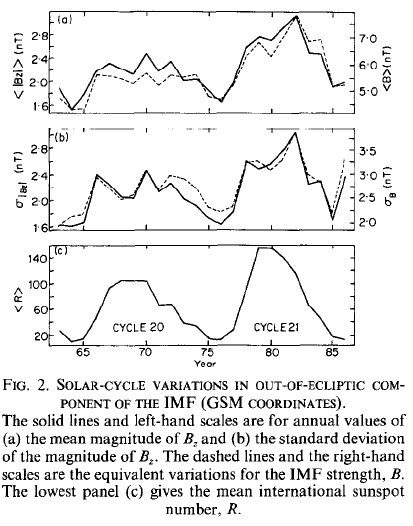 (a)
2·8
2·4
2·0
1·6
<|Bz|> (nT)
7·0
6·0
5·0
<B> (nT)
(b)
2·8
2·4
2·0
1·6
σ|Bz| (nT)
3·5
3·0
2·5
2·0
σB (nT)
(c)
140
100
60
20
<R>
CYCLE 20
CYCLE 21
65 70 75 80 85
Year
FIG. 2. SOLAR-CYCLE VARIATIONS IN OUT-OF-ECLIPTIC COM-
PONENT OF THE IMF (GSM COORDINATES).
The solid lines and left-hand scales are for annual values of
(a) the mean magnitude of Bz and (b) the standard deviation
of the magnitude of Bz. The dashed lines and the right-hand
scales are the equivalent variations for the IMF strength, B.
The lowest panel (c) gives the mean international sunspot
number, R.